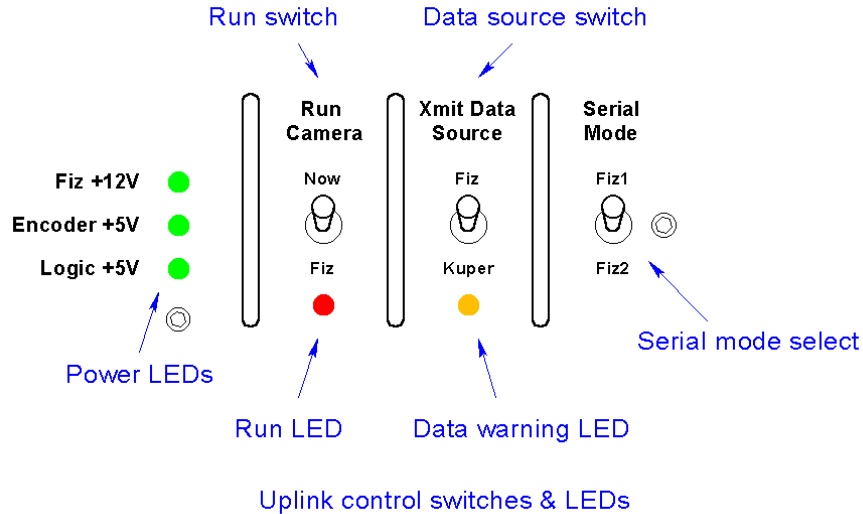 Run switch
Data source switch
Run
Camera
Xmit Data
Source
Serial
Mode
Now
Fiz
Fiz1
Fiz +12V
Encoder +5V
Logic +5V
Fiz
Kuper
Fiz2
Serial mode select
Power LEDs
Run LED
Data warning LED
Uplink control switches & LEDs